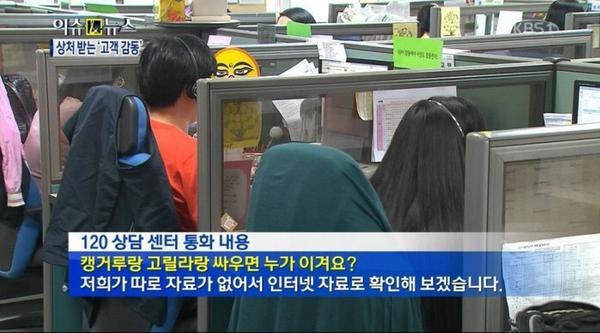 이슈&뉴스
상처 받는 '고객 감동'
KBS1
120 상담 센터 통화 내용
캥거루랑 고릴라랑 싸우면 누가 이겨요?
저희가 따로 자료가 없어서 인터넷 자료로 확인해 보겠습니다.